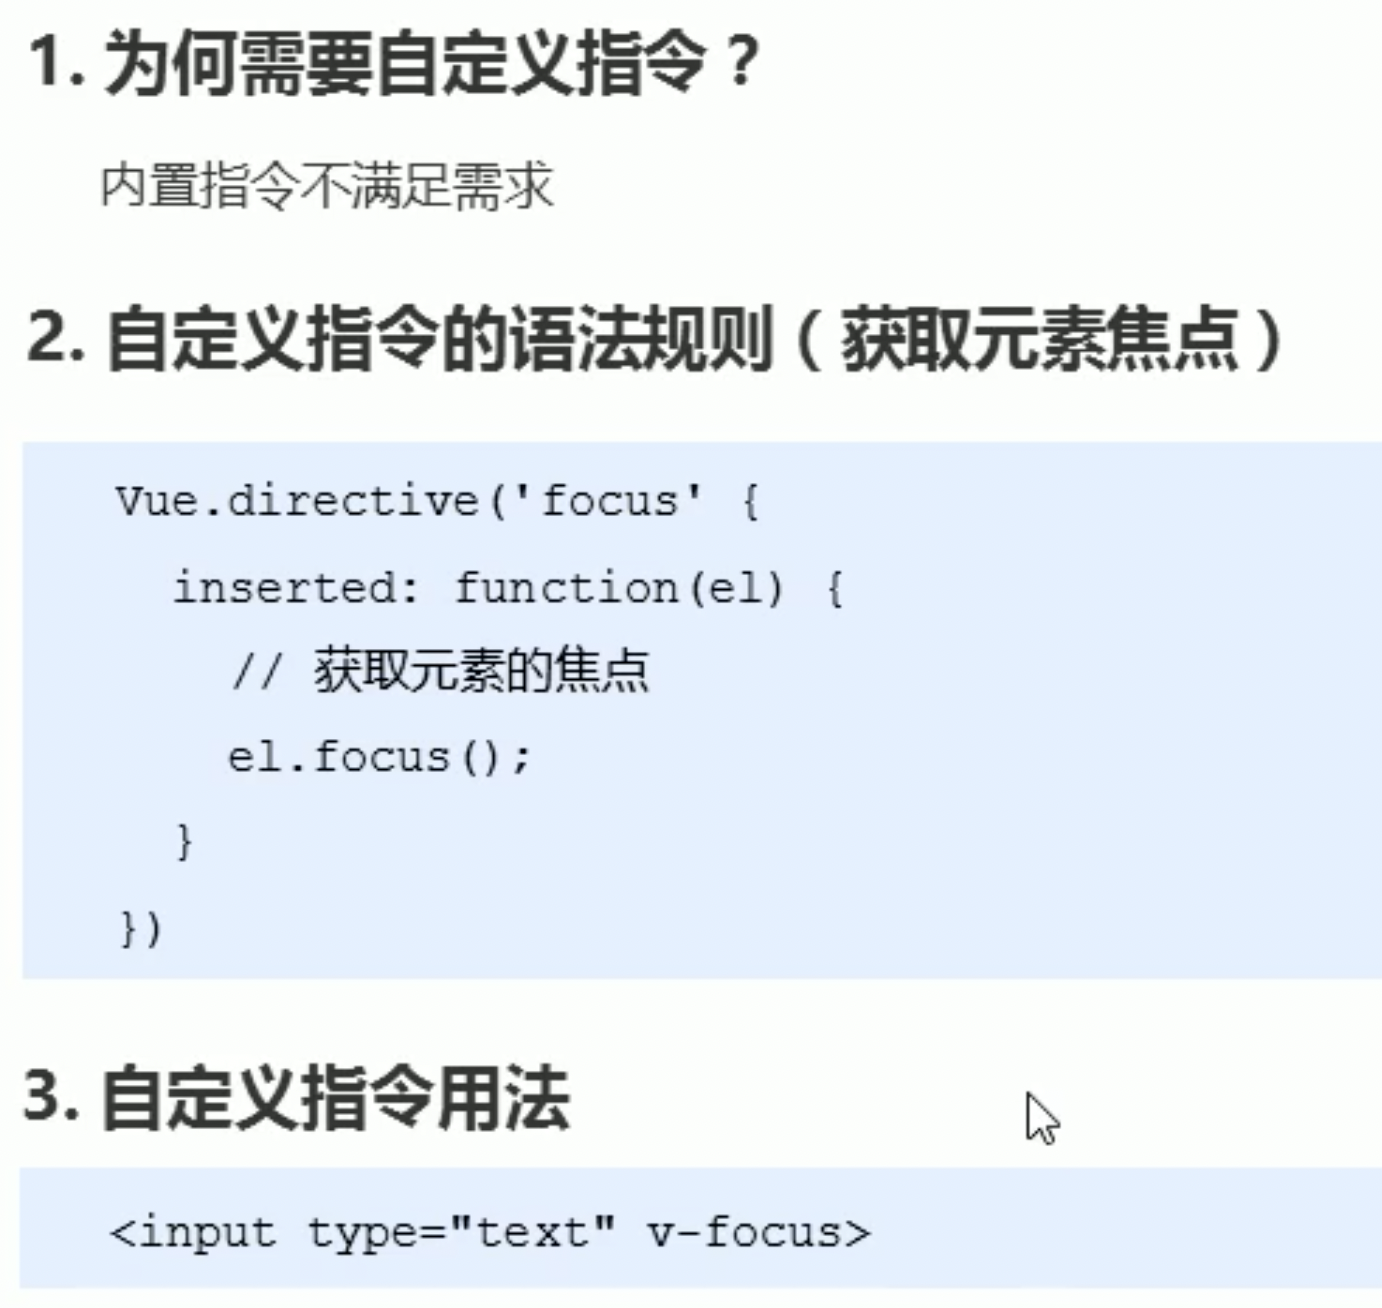 1. 为何需要自定义指令？
内置指令不满足需求
2. 自定义指令的语法规则（获取元素焦点）
Vue.directive('focus' {
inserted: function(el) {
// 获取元素的焦点
el.focus();
}
})
3. 自定义指令用法
<input type="text" v-focus>